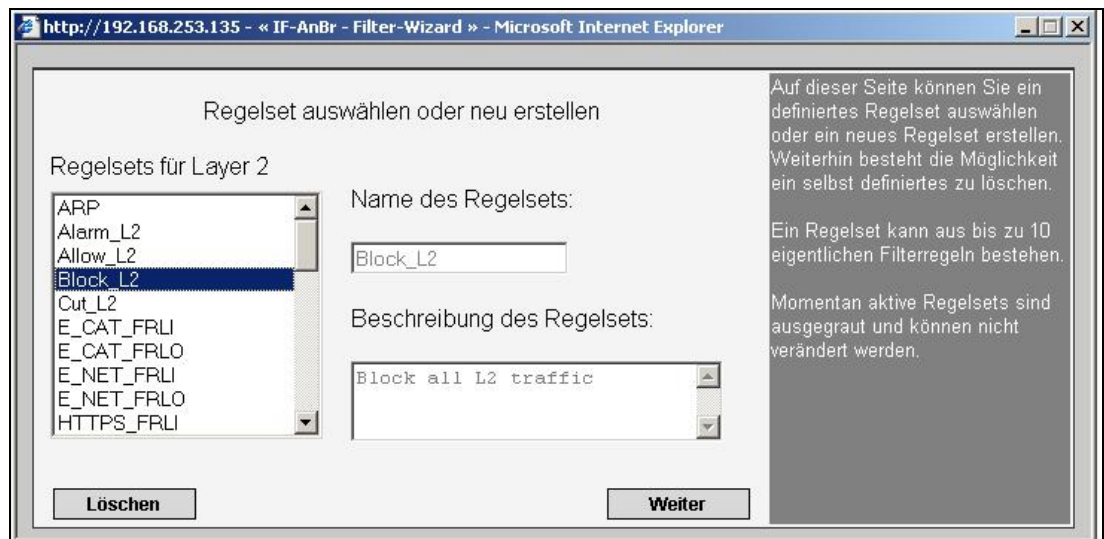 http://192.168.253.135 - « IF-AnBr - Filter-Wizard » - Microsoft Internet Explorer
Regelset auswählen oder neu erstellen
Regelsets für Layer 2
ARP
Alarm_L2
Allow_L2
Block_L2
Cut_L2
E_CAT_FRLI
E_CAT_FRLO
E_NET_FRLI
E_NET_FRLO
HTTPS_FRLI
Name des Regelsets:
Block_L2
Beschreibung des Regelsets:
Block all L2 traffic
Löschen
Weiter
Auf dieser Seite können Sie ein
definiertes Regelset auswählen
oder ein neues Regelset erstellen.
Weiterhin besteht die Möglichkeit
ein selbst definiertes zu löschen.
Ein Regelset kann aus bis zu 10
eigentlichen Filterregeln bestehen.
Momentan aktive Regelsets sind
ausgegraut und können nicht
verändert werden.